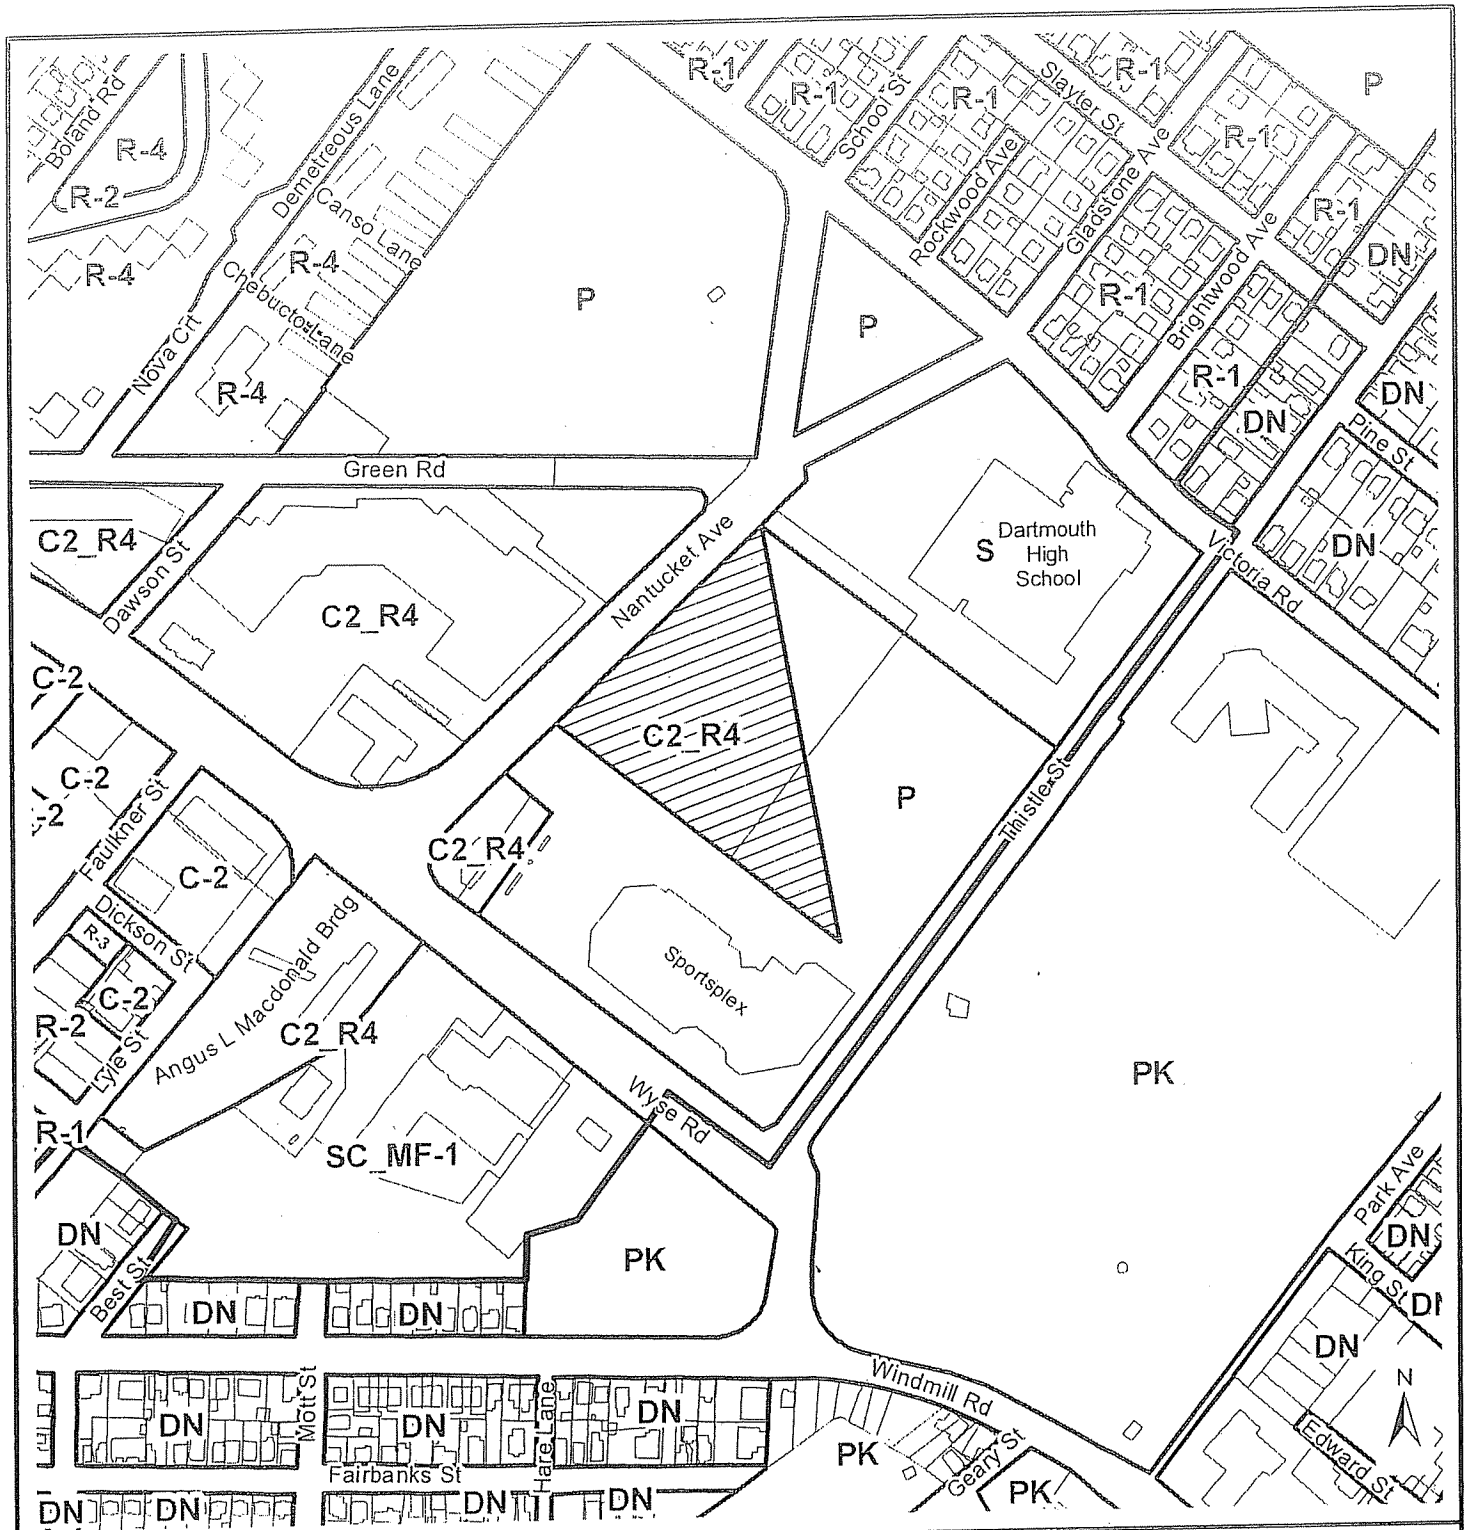 R-1
R-1
School St
R-1
Slayter St
R-1
P
Boland Rd
R-4
R-2
Demetreous Lane
Canso Lane
R-4
R-4
Chebucto Lane
Nova Crt
R-4
P
P
Rockwood Ave
Gladstone Ave
R-1
R-1
DN
R-1
Brightwood Ave
R-1
DN
DN
Pine St
Green Rd
C2_R4
Dawson St
C2_R4
Nantucket Ave
S
Dartmouth
High
School
Victoria Rd
DN
C-2
C-2
-2
Faulkner St
C2_R4
C2_R4
P
Thistle St
C-2
Dickson St
R-3
C-2
R-2
Lyle St
Angus L Macdonald Brdg
C2_R4
Sportsplex
PK
Wyse Rd
R-1
SC_MF-1
DN
Best St
PK
Park Ave
DN
King St
DN
DN
DN
DN
N
Mott St
DN
DN
Hare Lane
DN
Windmill Rd
PK
Geary St
PK
Edward St
Fairbanks St
DN
DN
DN
DN